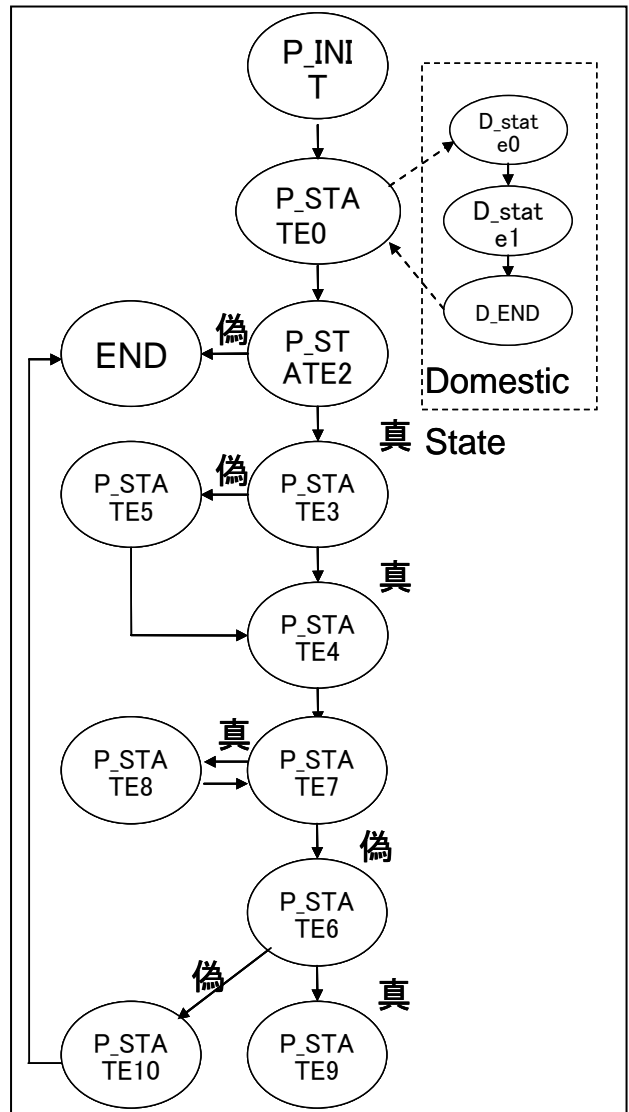 P_INI
T
D_stat
e0
P_STA
TE0
D_stat
e1
D_END
END
偽
P_ST
ATE2
Domestic
真
State
P_STA
TE5
偽
P_STA
TE3
真
P_STA
TE4
P_STA
TE8
真
P_STA
TE7
偽
P_STA
TE6
偽
真
P_STA
TE10
P_STA
TE9